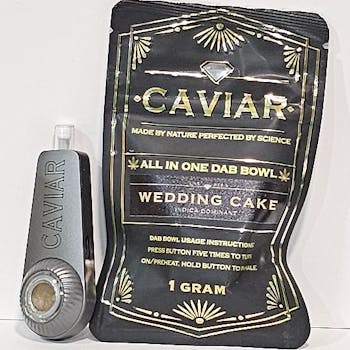 CAVIAR
CAVIAR
MADE BY NATURE PERFECTED BY SCIENCE
ALL IN ONE DAB BOWL
WEDDING CAKE
INDICA DOMINANT
DAB BOWL USAGE INSTRUCTIONS
PRESS BUTTON FIVE TIMES TO TURN
ON/PREHEAT. HOLD BUTTON TO INHALE.
1 GRAM